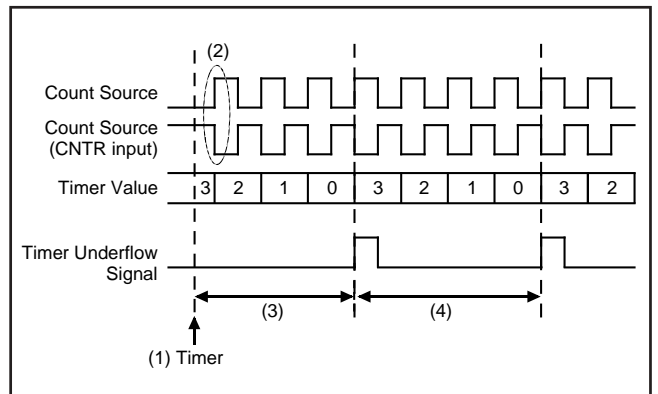 (2)
Count Source
Count Source
(CNTR input)
Timer Value 3 2 1 0 3 2 1 0 3 2
Timer Underflow
Signal
(3) (4)
(1) Timer